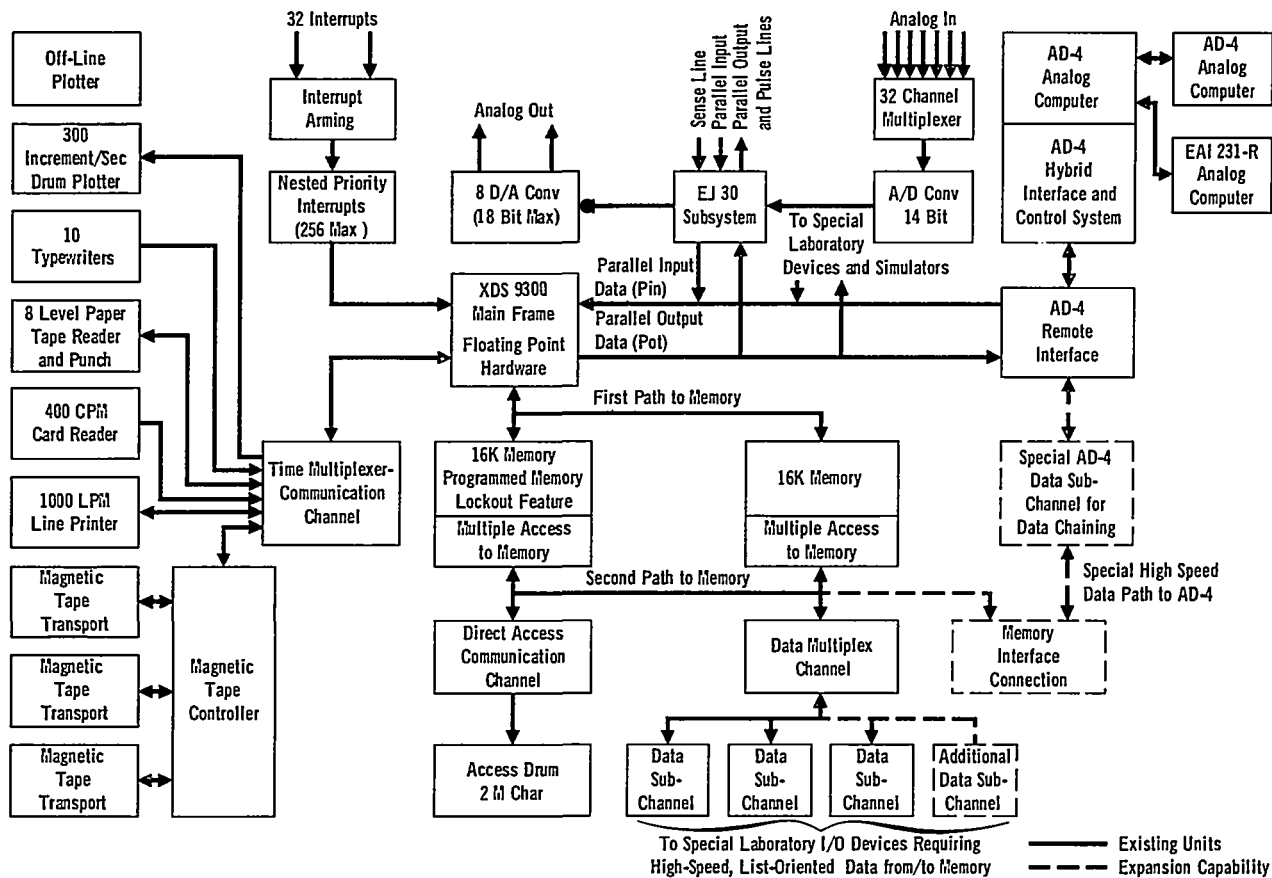 32 Interrupts
Analog In
Off-Line
Plotter
Interrupt
Arming
Analog Out
Sense Line
Parallel Input
Parallel Output
and Pulse Lines
32 Channel
Multiplexer
AD-4
Analog
Computer
AD-4
Analog
Computer
300
Increment/Sec
Drum Plotter
Nested Priority
Interrupts
(256 Max )
8 D/A Conv
(18 Bit Max)
EJ 30
Subsystem
A/D Conv
14 Bit
AD-4
Hybrid
Interface and
Control System
EAI 231-R
Analog
Computer
10
Typewriters
To Special
Laboratory
Devices and Simulators
Parallel Input
Data (Pin)
XDS 9300
Main Frame
Floating Point
Hardware
Parallel Output
Data (Pot)
AD-4
Remote
Interface
8 Level Paper
Tape Reader
and Punch
First Path to Memory
400 CPM
Card Reader
Time Multiplexer-
Communication
Channel
16K Memory
Programmed Memory
Lockout Feature
Multiple Access
to Memory
16K Memory
Multiple Access
to Memory
Special AD-4
Data Sub-
Channel for
Data Chaining
1000 LPM
Line Printer
Second Path to Memory
Special High Speed
Data Path to AD-4
Magnetic
Tape
Transport
Magnetic
Tape
Controller
Direct Access
Communication
Channel
Data Multiplex
Channel
Memory
Interface
Connection
Magnetic
Tape
Transport
Magnetic
Tape
Transport
Access Drum
2 M Char
Data
Sub-
Channel
Data
Sub-
Channel
Data
Sub-
Channel
Additional
Data Sub-
Channel
To Special Laboratory I/O Devices Requiring
High-Speed, List-Oriented Data from/to Memory
Existing Units
Expansion Capability